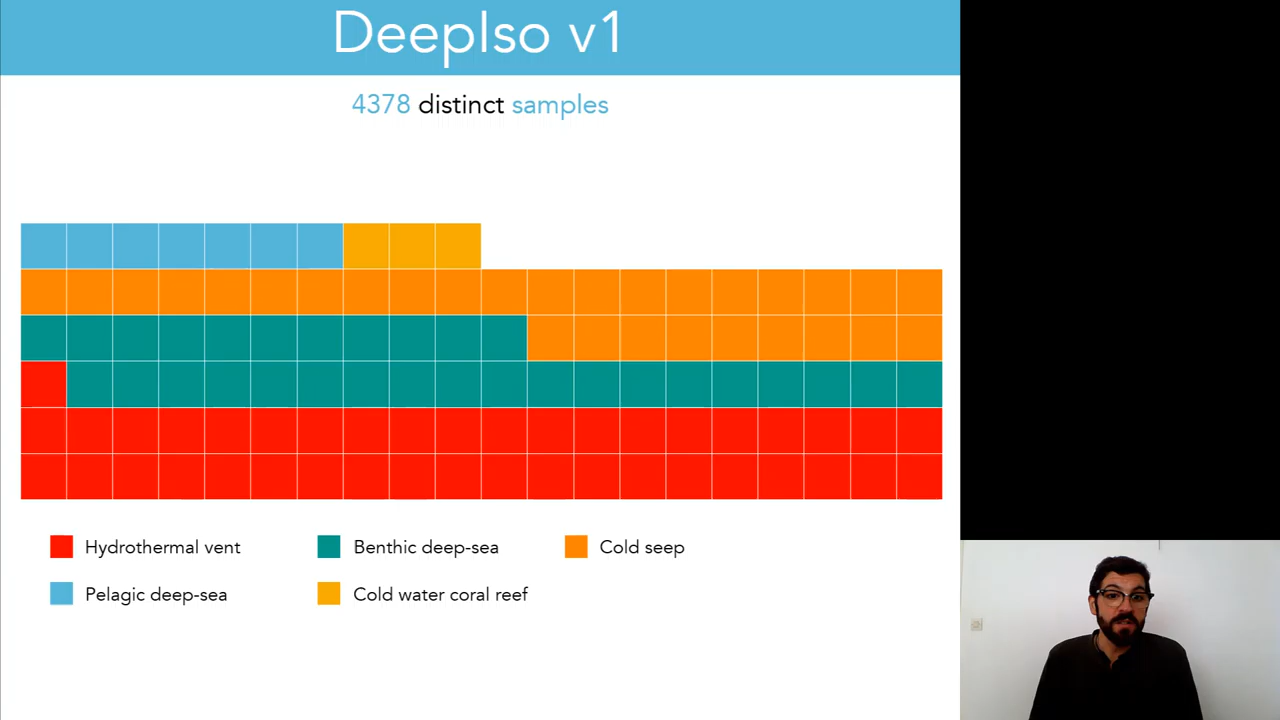 DeepIso v1
4378 distinct samples
Hydrothermal vent
Benthic deep-sea
Cold seep
Pelagic deep-sea
Cold water coral reef